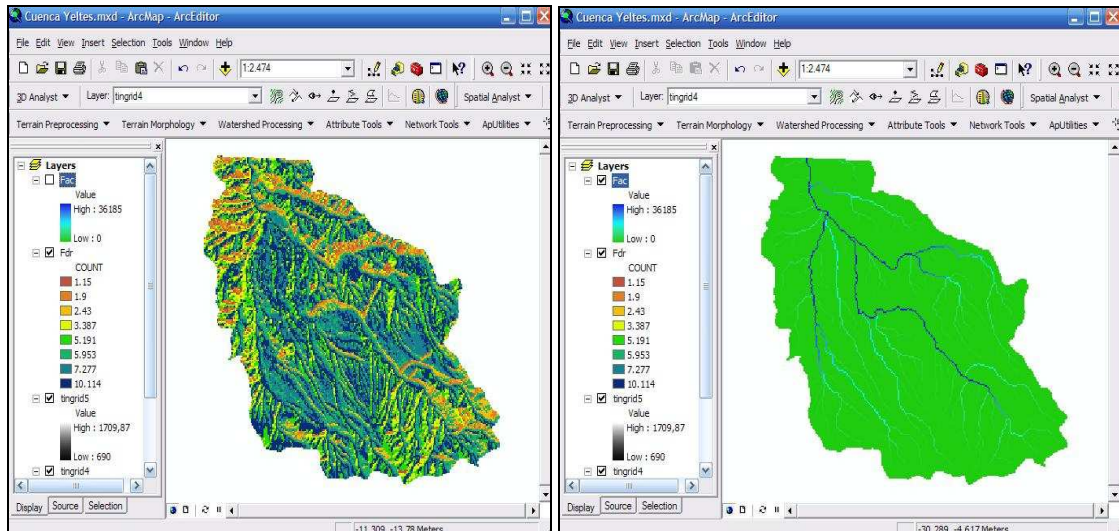 Cuenca Yeltes.mxd - ArcMap - ArcEditor
File Edit View Insert Selection Tools Window Help
1:2.474
3D Analyst Layer: tingrid4 Spatial Analyst
Terrain Preprocessing Terrain Morphology Watershed Processing Attribute Tools Network Tools ApUtilities
Layers
Fac
Value
High : 36185
Low : 0
Fdr
COUNT
1.15
1.9
2.43
3.387
5.191
5.953
7.277
10.114
tingrid5
Value
High : 1709,87
Low : 690
tingrid4
Display Source Selection
-11,309 -13,78 Meters
Cuenca Yeltes.mxd - ArcMap - ArcEditor
File Edit View Insert Selection Tools Window Help
1:2.474
3D Analyst Layer: tingrid4 Spatial Analyst
Terrain Preprocessing Terrain Morphology Watershed Processing Attribute Tools Network Tools ApUtilities
Layers
Fac
Value
High : 36185
Low : 0
Fdr
COUNT
1.15
1.9
2.43
3.387
5.191
5.953
7.277
10.114
tingrid5
Value
High : 1709,87
Low : 690
tingrid4
Display Source Selection
-30,289 -4,617 Meters